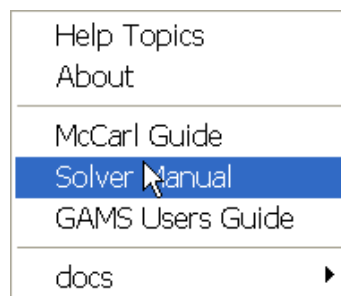 Help Topics
About
McCarl Guide
Solver Manual
GAMS Users Guide
docs